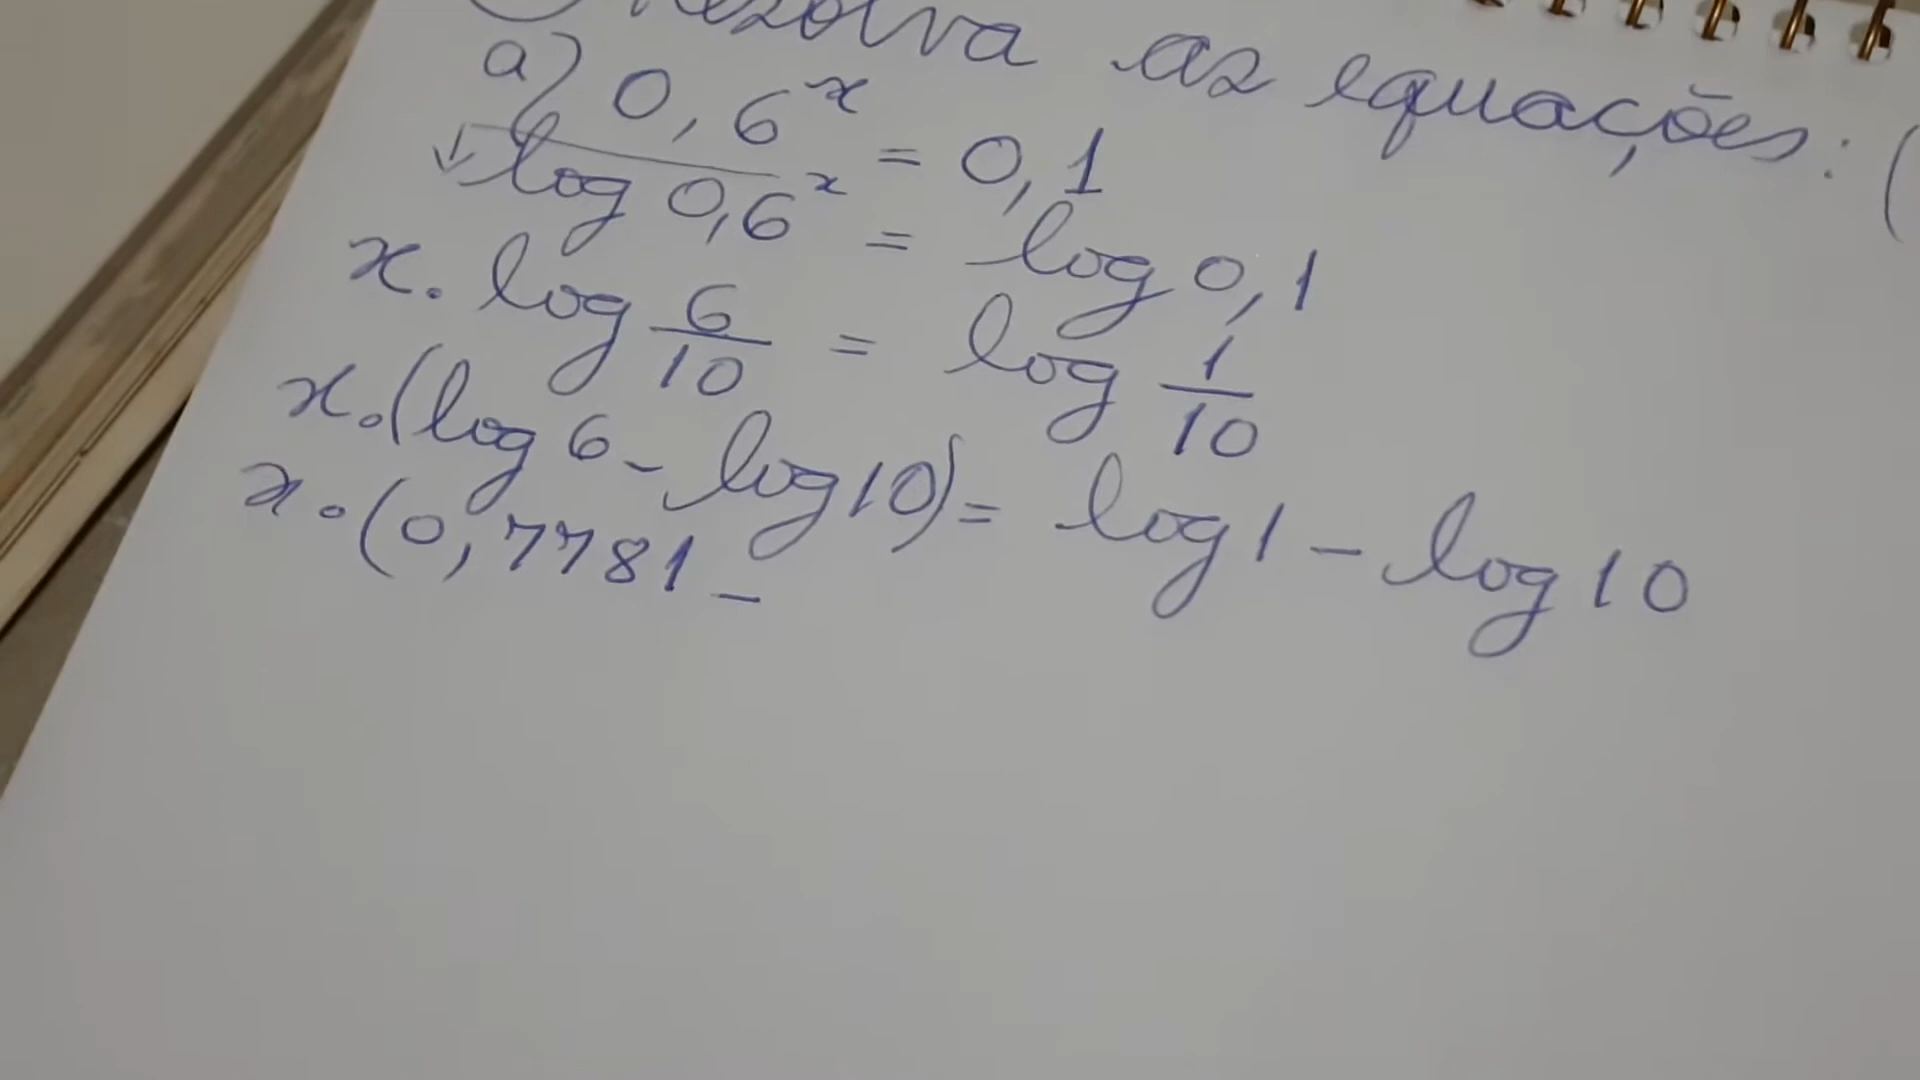 Resolva as equações: (
a) 0,6^x = 0,1
log 0,6^x = log 0,1
x. log 6/10 = log 1/10
x.(log 6 - log 10) = log 1 - log 10
x.(0,7781 -